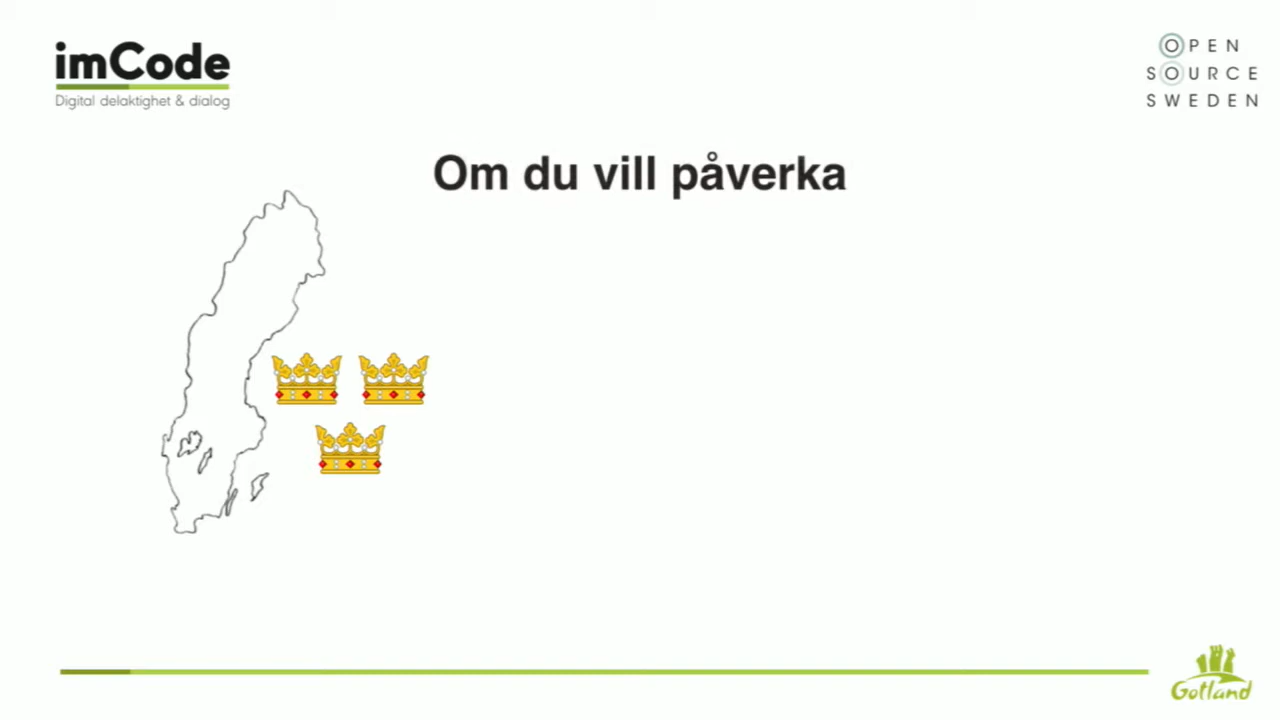 imCode
Digital delaktighet & dialog
OPEN
SOURCE
SWEDEN
Om du vill påverka
Gotland